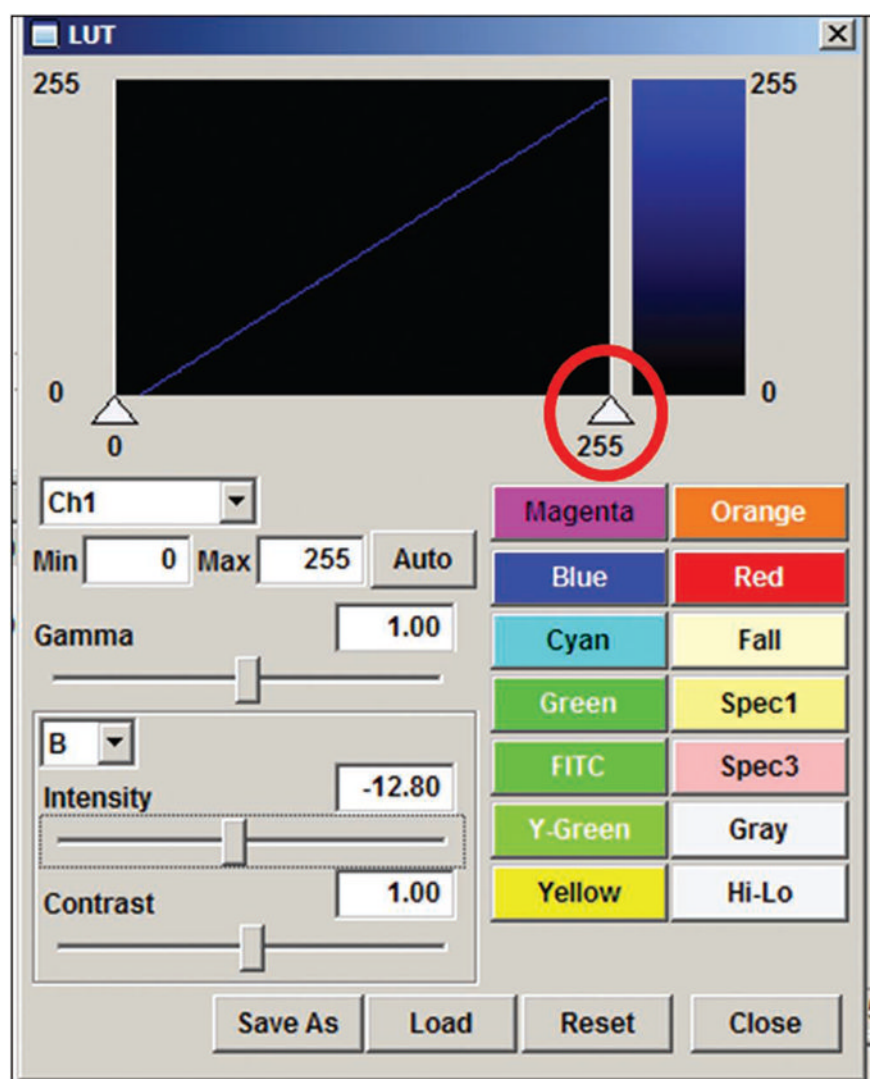 LUT
255 255
0 0
0 255
Ch1
Min 0 Max 255 Auto
Gamma 1.00
B
Intensity -12.80
Contrast 1.00
Magenta Orange
Blue Red
Cyan Fall
Green Spec1
FITC Spec3
Y-Green Gray
Yellow Hi-Lo
Save As Load Reset Close